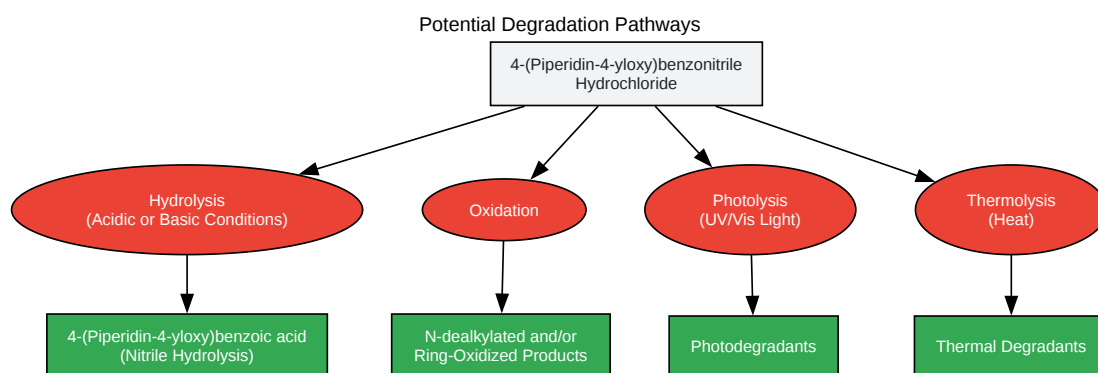 Potential Degradation Pathways
4-(Piperidin-4-yloxy)benzonitrile
Hydrochloride
Hydrolysis
(Acidic or Basic Conditions)
Oxidation
Photolysis
(UV/Vis Light)
Thermolysis
(Heat)
4-(Piperidin-4-yloxy)benzoic acid
(Nitrile Hydrolysis)
N-dealkylated and/or
Ring-Oxidized Products
Photodegradants
Thermal Degradants